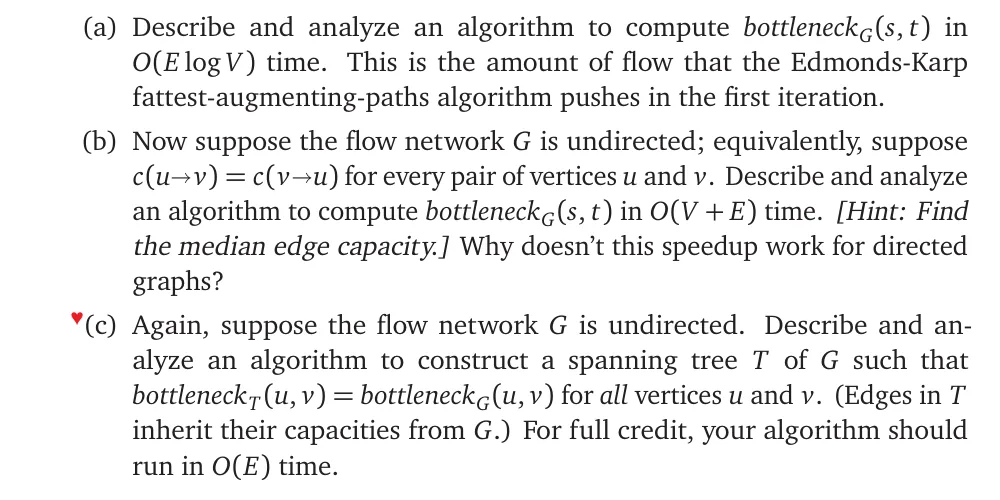 (a) Describe and analyze an algorithm to compute bottleneck_G(s, t) in
O(E log V) time. This is the amount of flow that the Edmonds-Karp
fattest-augmenting-paths algorithm pushes in the first iteration.
(b) Now suppose the flow network G is undirected; equivalently, suppose
c(u→v) = c(v→u) for every pair of vertices u and v. Describe and analyze
an algorithm to compute bottleneck_G(s, t) in O(V + E) time. [Hint: Find
the median edge capacity.] Why doesn't this speedup work for directed
graphs?
♥(c) Again, suppose the flow network G is undirected. Describe and an-
alyze an algorithm to construct a spanning tree T of G such that
bottleneck_T(u, v) = bottleneck_G(u, v) for all vertices u and v. (Edges in T
inherit their capacities from G.) For full credit, your algorithm should
run in O(E) time.